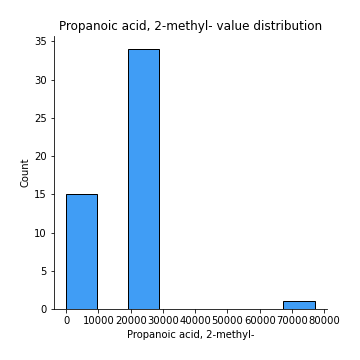 Propanoic acid, 2-methyl- value distribution
35
30
25
20
15
10
5
0
Count
0 10000 20000 30000 40000 50000 60000 70000 80000
Propanoic acid, 2-methyl-